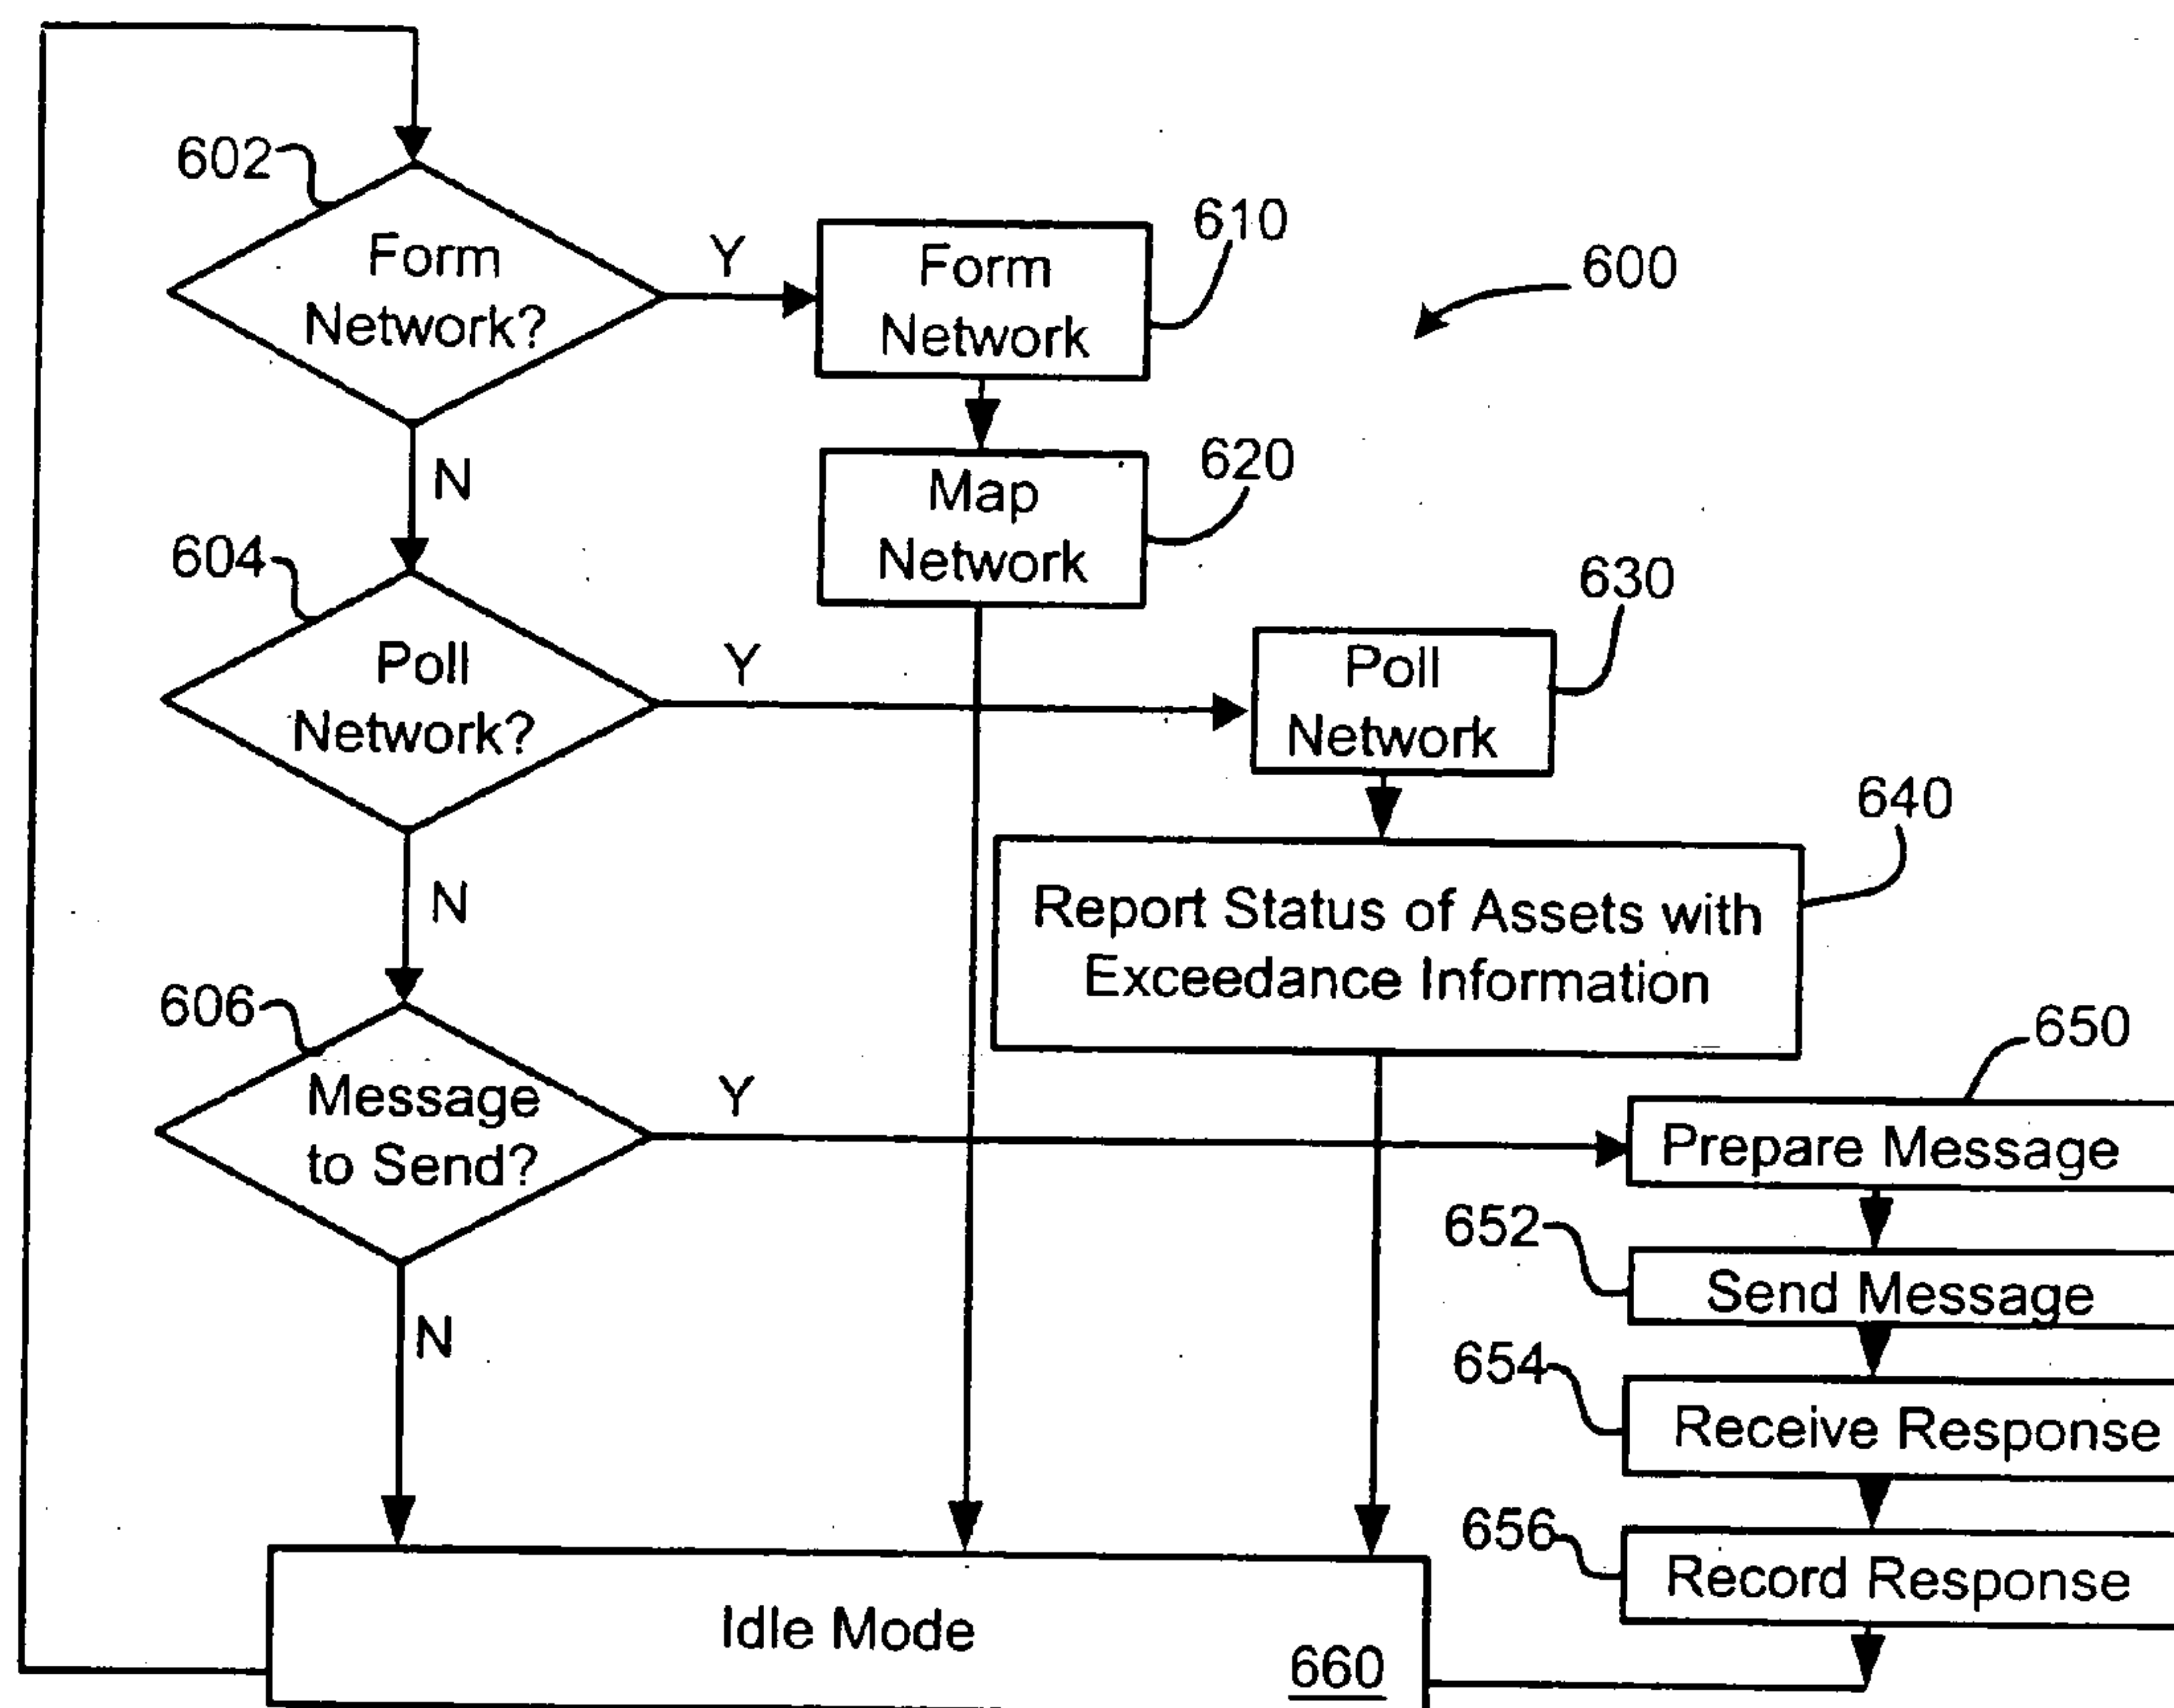 602
Form
Network?
Y
Form
Network
610
600
N
Map
Network
620
604
Poll
Network?
Y
Poll
Network
630
N
Report Status of Assets with
Exceedance Information
640
606
Message
to Send?
Y
650
Prepare Message
N
652
Send Message
654
Receive Response
656
Record Response
Idle Mode
660